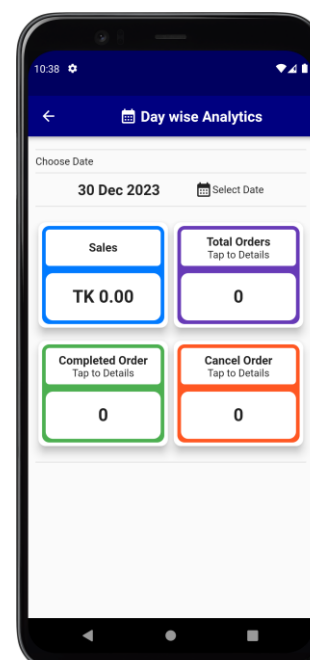 10:38
Day wise Analytics
Choose Date
30 Dec 2023 Select Date
Sales
TK 0.00
Total Orders
Tap to Details
0
Completed Order
Tap to Details
0
Cancel Order
Tap to Details
0